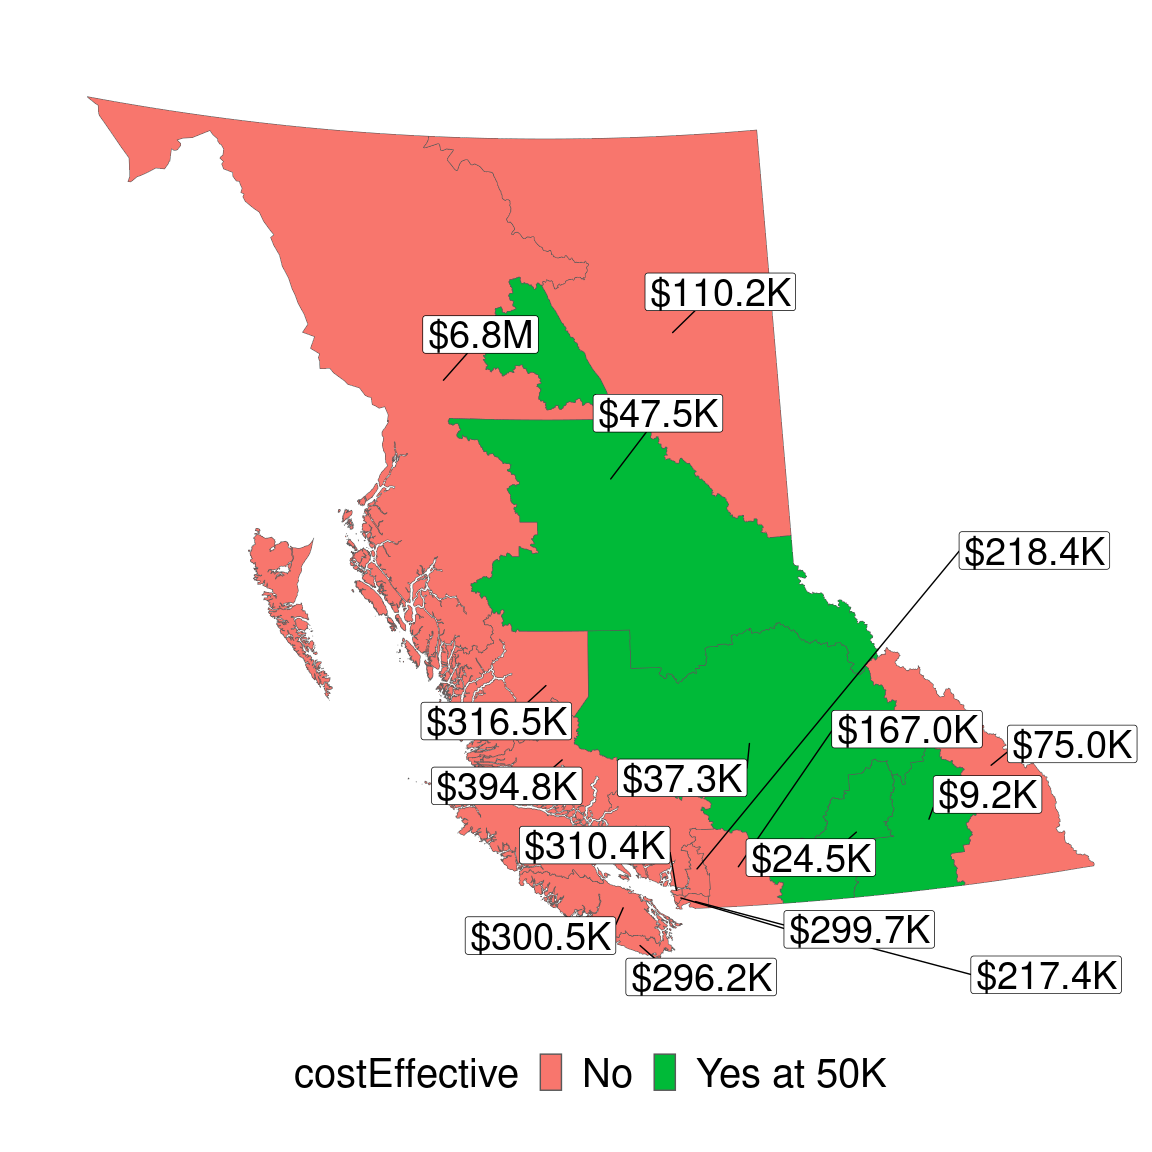 $110.2K
$6.8M
$47.5K
$218.4K
$316.5K
$167.0K
$75.0K
$37.3K
$394.8K
$9.2K
$310.4K
$24.5K
$300.5K
$299.7K
$296.2K
$217.4K
costEffective No Yes at 50K